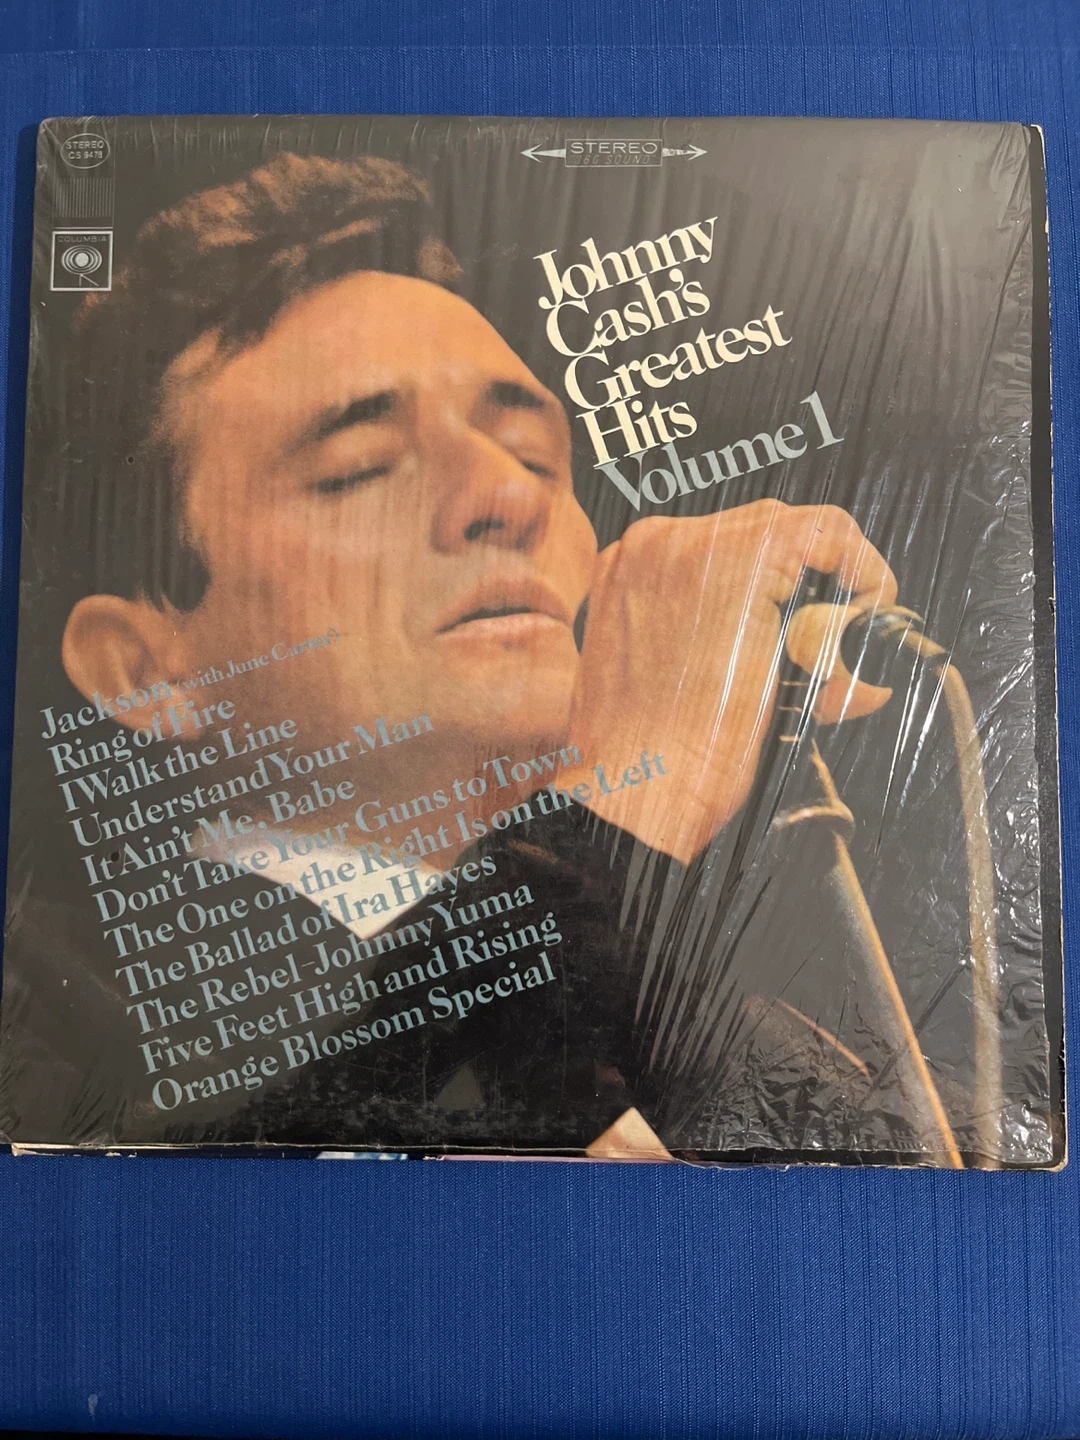 STEREO
CS 9478
COLUMBIA
STEREO
360 SOUND
Johnny
Cash's
Greatest
Hits
Volume 1
Jackson (with June Carter)
Ring of Fire
I Walk the Line
Understand Your Man
It Ain't Me, Babe
Don't Take Your Guns to Town
The One on the Right Is on the Left
The Ballad of Ira Hayes
The Rebel-Johnny Yuma
Five Feet High and Rising
Orange Blossom Special